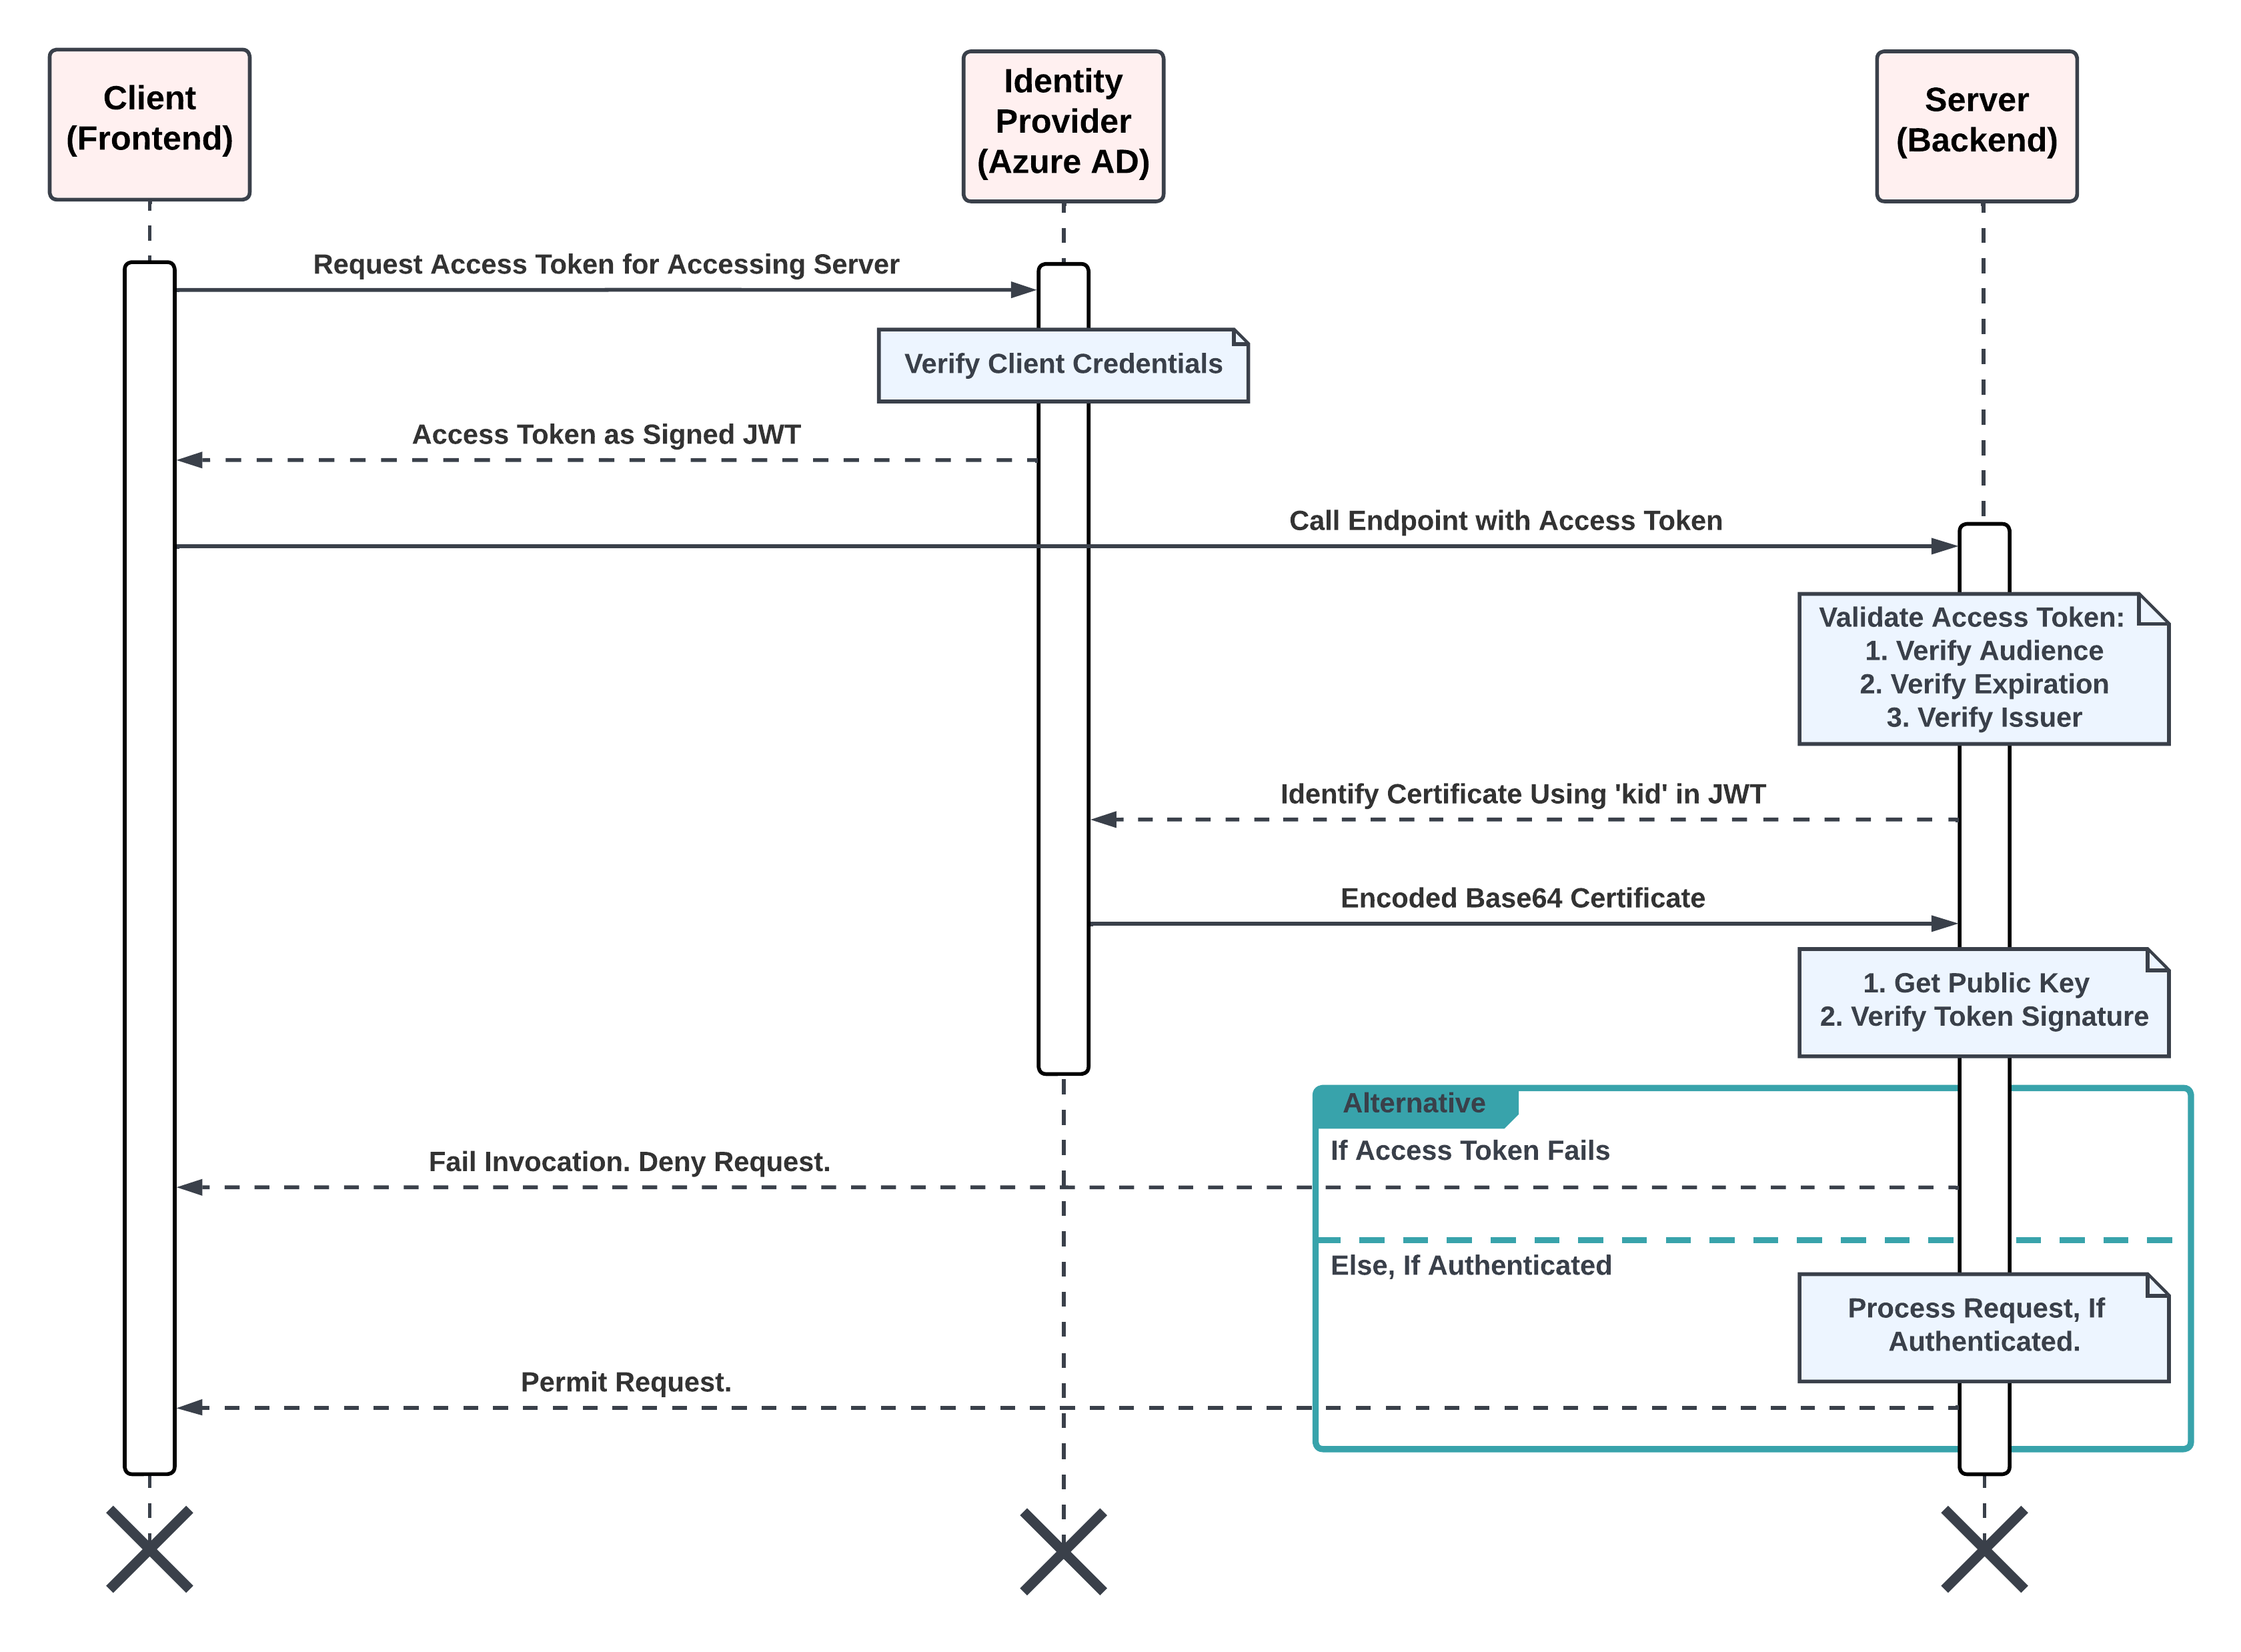 Client
(Frontend)
Identity
Provider
(Azure AD)
Server
(Backend)
Request Access Token for Accessing Server
Verify Client Credentials
Access Token as Signed JWT
Call Endpoint with Access Token
Validate Access Token:
1. Verify Audience
2. Verify Expiration
3. Verify Issuer
Identify Certificate Using 'kid' in JWT
Encoded Base64 Certificate
1. Get Public Key
2. Verify Token Signature
Alternative
If Access Token Fails
Fail Invocation. Deny Request.
Else, If Authenticated
Process Request, If
Authenticated.
Permit Request.